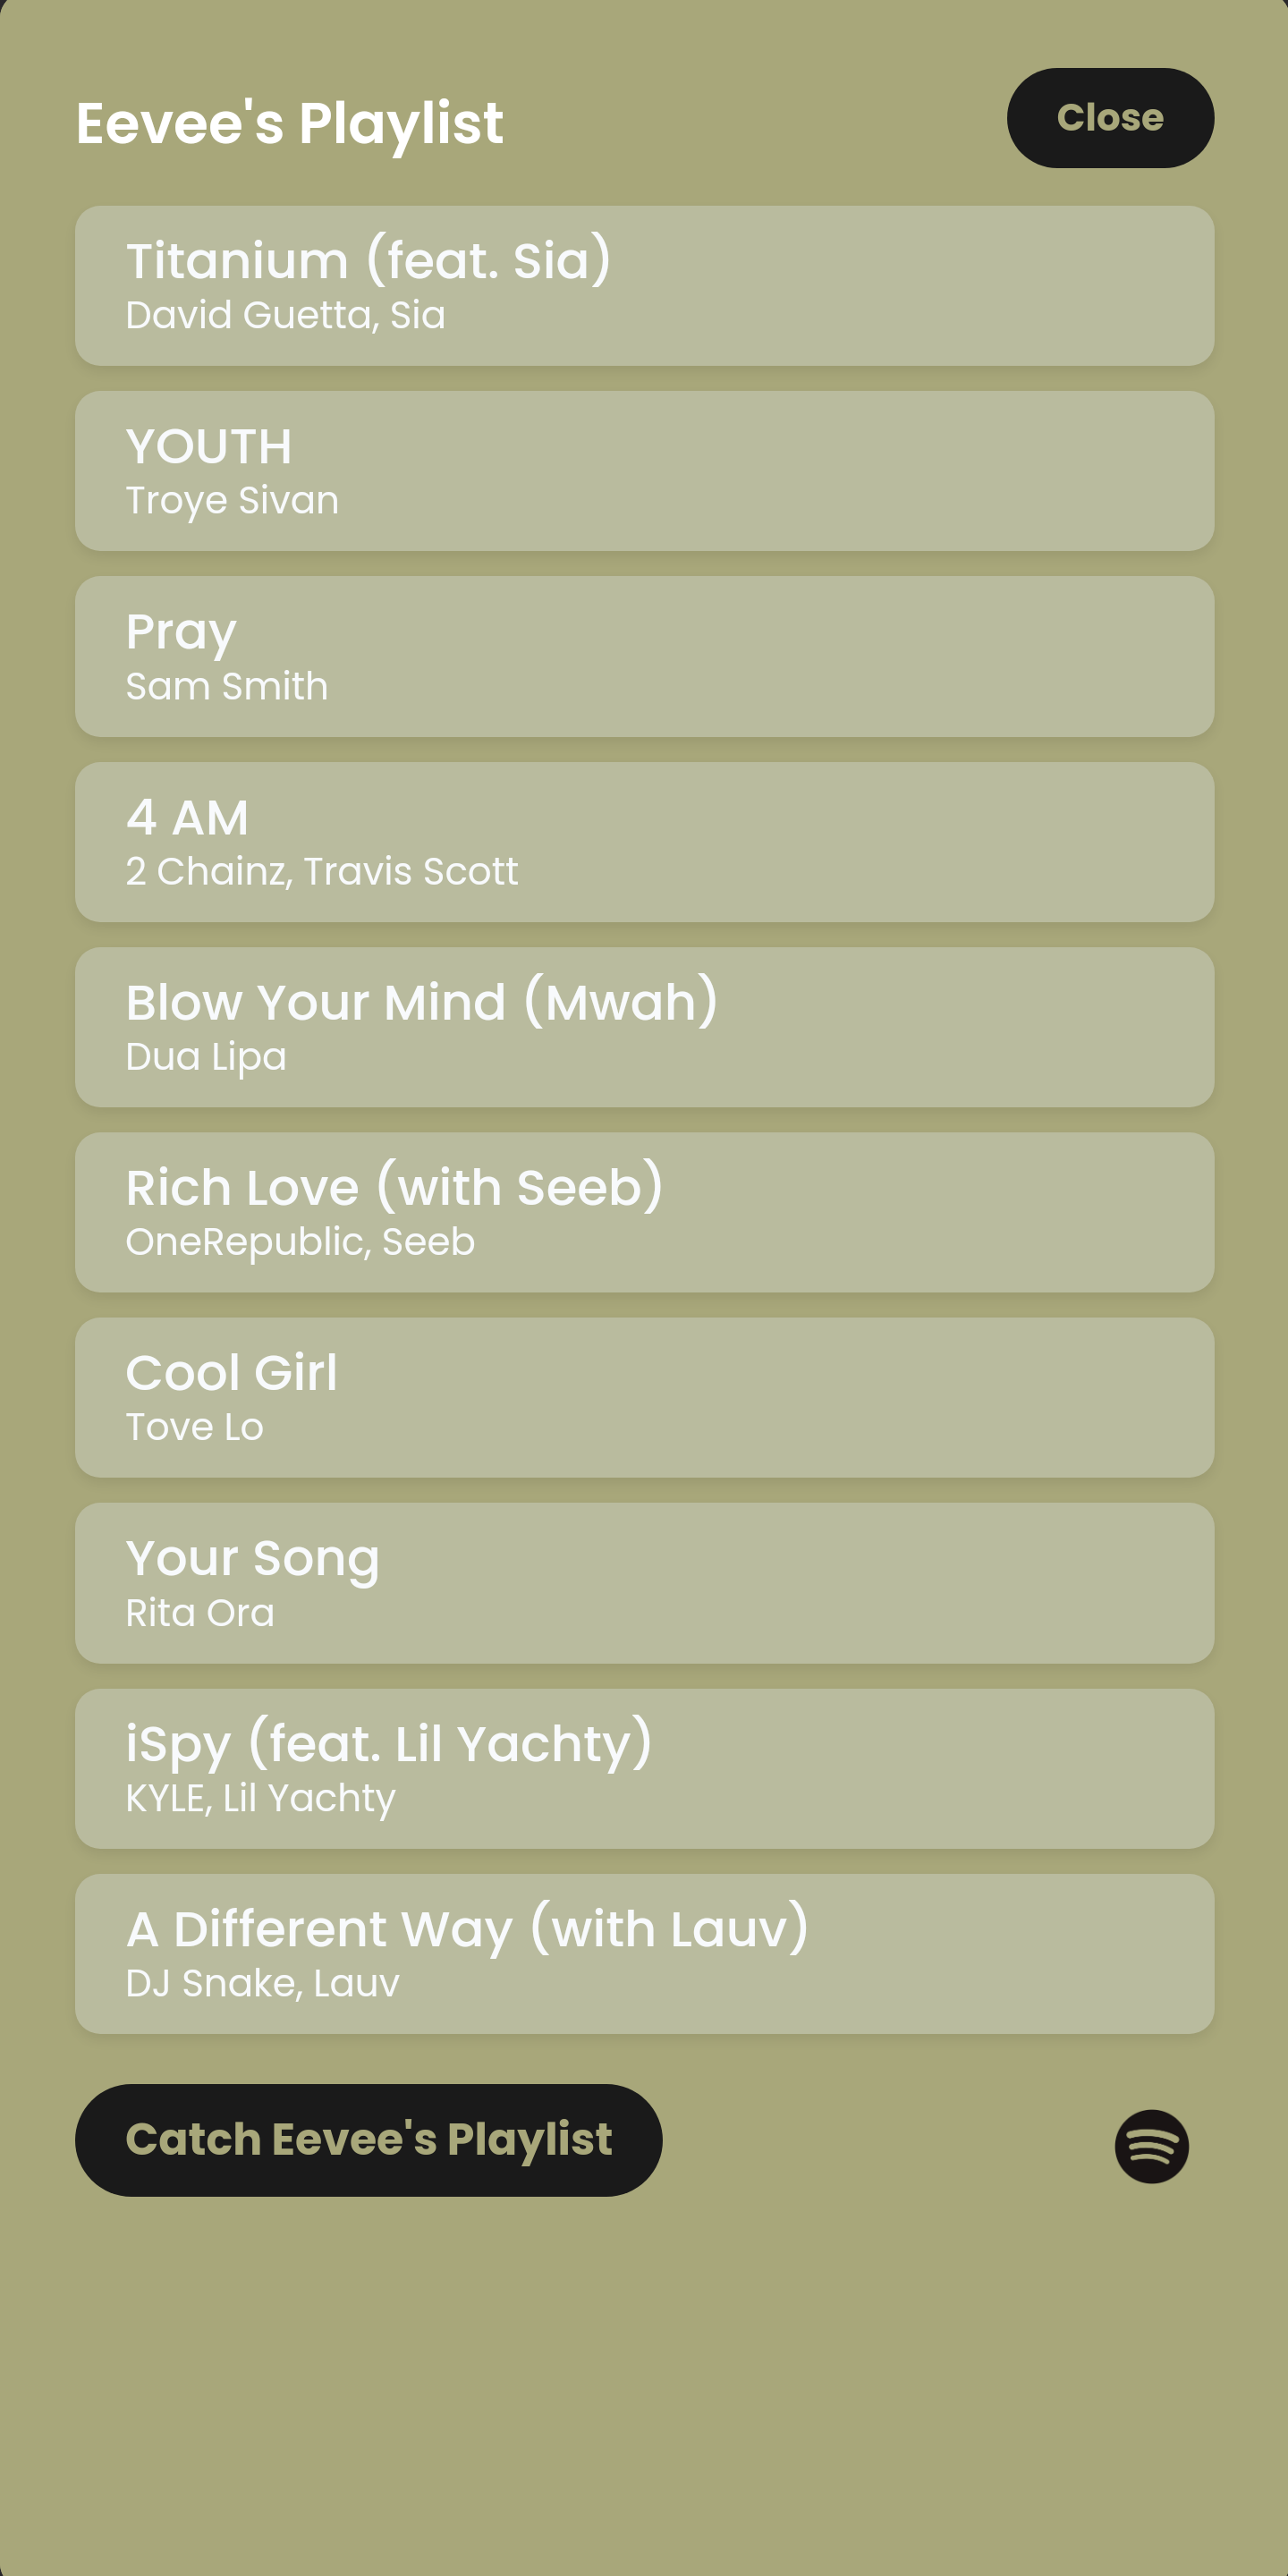 Eevee's Playlist
Close
Titanium (feat. Sia)
David Guetta, Sia
YOUTH
Troye Sivan
Pray
Sam Smith
4 AM
2 Chainz, Travis Scott
Blow Your Mind (Mwah)
Dua Lipa
Rich Love (with Seeb)
OneRepublic, Seeb
Cool Girl
Tove Lo
Your Song
Rita Ora
iSpy (feat. Lil Yachty)
KYLE, Lil Yachty
A Different Way (with Lauv)
DJ Snake, Lauv
Catch Eevee's Playlist